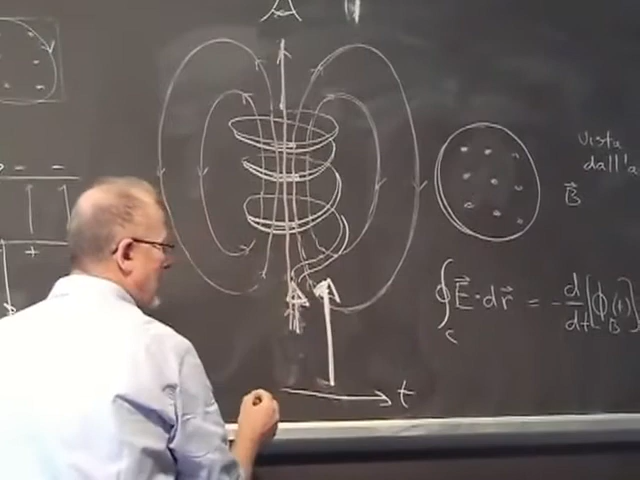 - - -
+
Vista
dall'a
B⃗
∮_C E⃗·dr⃗ = -d/dt[ϕ_B(t)]
t